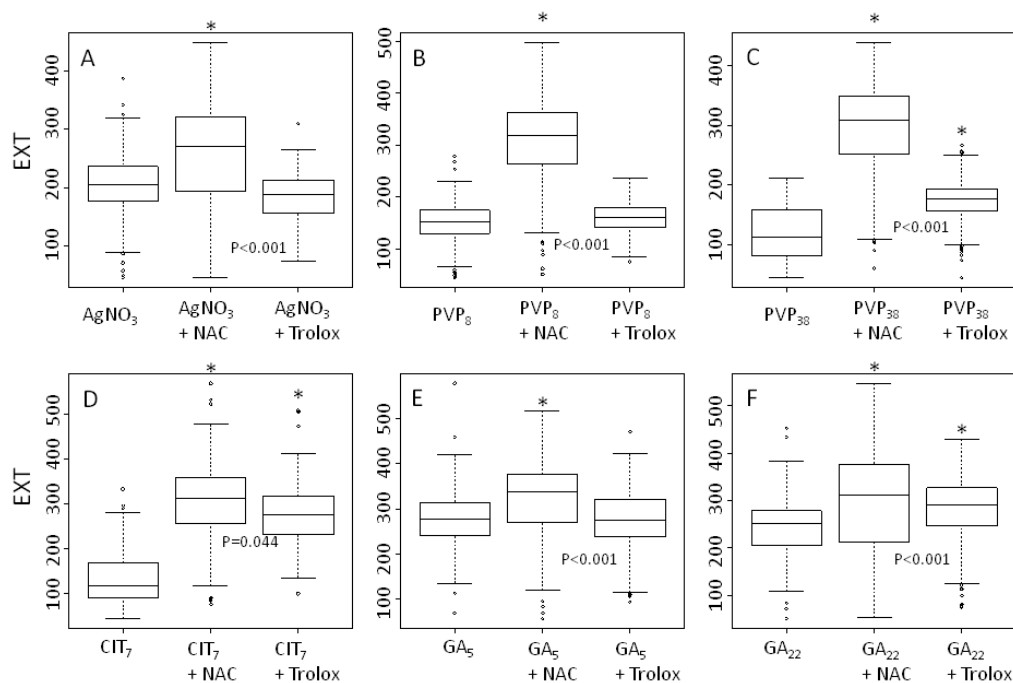 A
EXT
400
300
200
100
*
P<0.001
AgNO₃
AgNO₃
+ NAC
AgNO₃
+ Trolox
B
500
400
300
200
100
*
P<0.001
PVP₈
PVP₈
+ NAC
PVP₈
+ Trolox
C
400
300
200
100
*
*
P<0.001
PVP₃₈
PVP₃₈
+ NAC
PVP₃₈
+ Trolox
D
EXT
500
400
300
200
100
*
*
P=0.044
CIT₇
CIT₇
+ NAC
CIT₇
+ Trolox
E
500
400
300
200
100
*
P<0.001
GA₅
GA₅
+ NAC
GA₅
+ Trolox
F
500
400
300
200
100
*
*
P<0.001
GA₂₂
GA₂₂
+ NAC
GA₂₂
+ Trolox